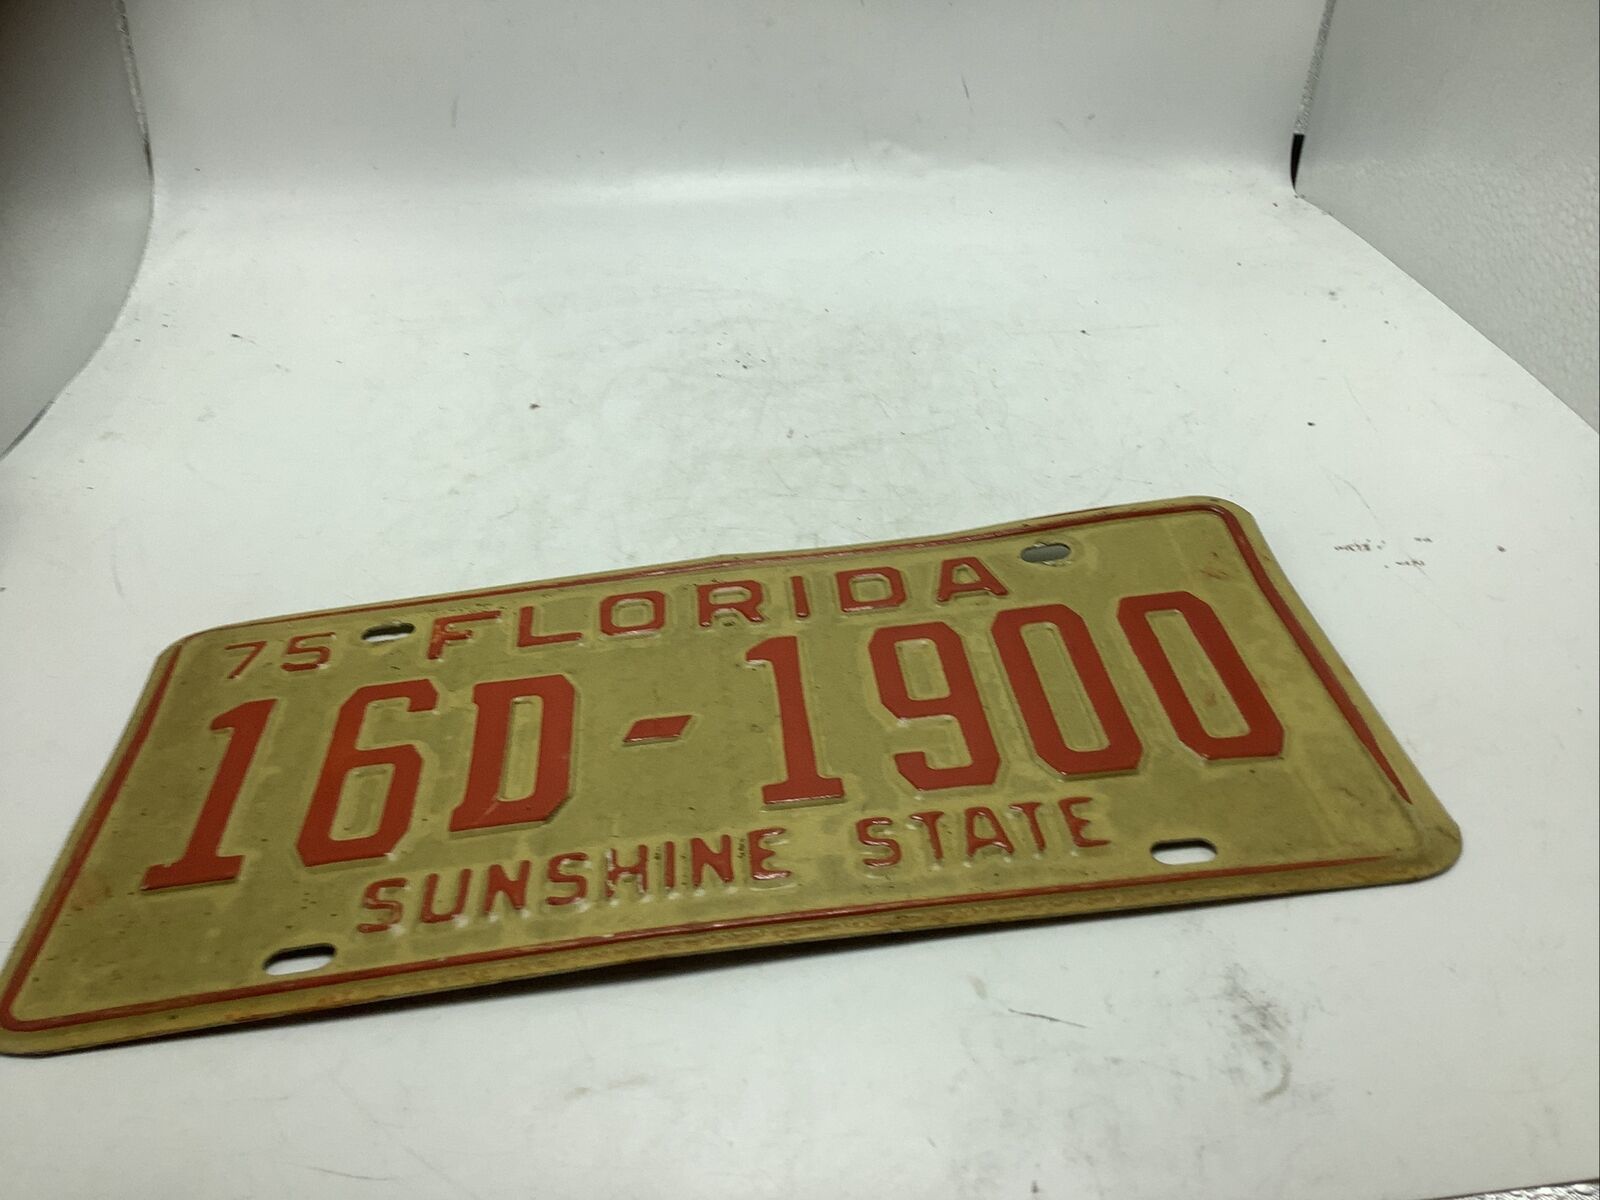 75 FLORIDA
16D-1900
SUNSHINE STATE